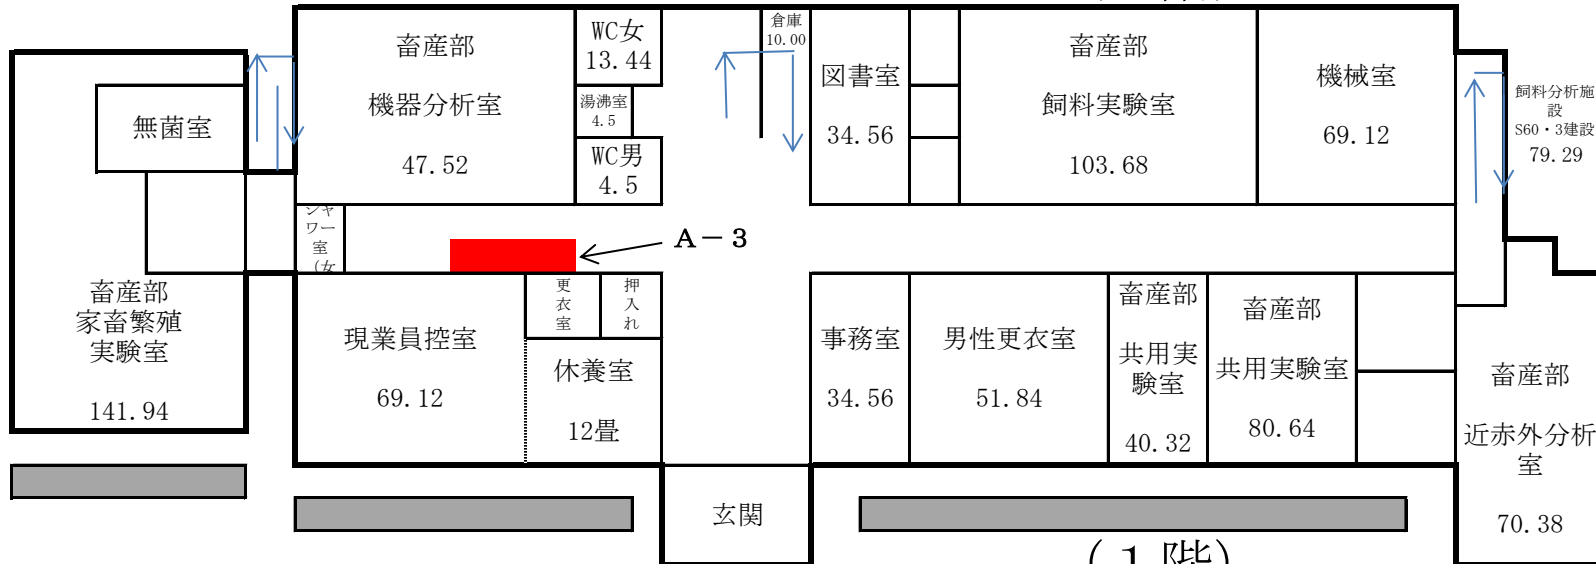 畜産部
機器分析室
47.52
WC女
13.44
湯沸室
4.5
WC男
4.5
倉庫
10.00
図書室
34.56
畜産部
飼料実験室
103.68
機械室
69.12
飼料分析施
設
S60・3建設
79.29
無菌室
シャ
ワー
室
(女
A-3
畜産部
家畜繁殖
実験室
141.94
現業員控室
69.12
更
衣
室
押
入
れ
休養室
12畳
事務室
34.56
男性更衣室
51.84
畜産部
共用実
験室
40.32
畜産部
共用実験室
80.64
畜産部
近赤外分析
室
70.38
玄関
(1階)